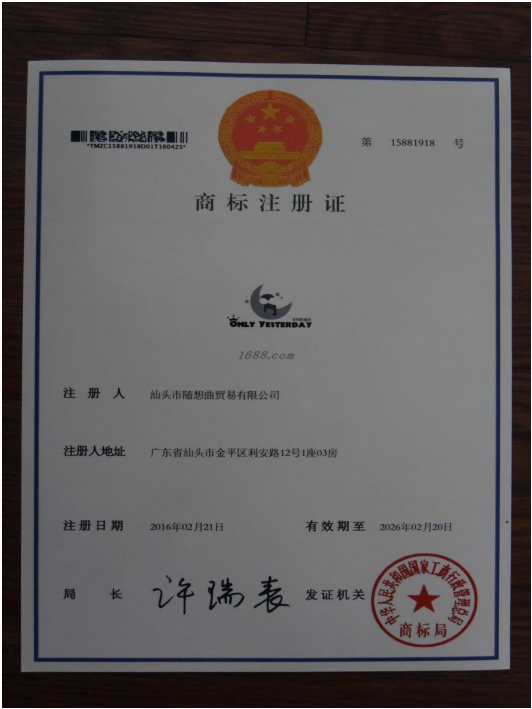 *TMZC15881918D01T160425*
第 15881918 号
商标注册证
ONLY YESTERDAY
1688.com
注册人 汕头市随想曲贸易有限公司
注册人地址 广东省汕头市金平区利安路12号1座03房
注册日期 2016年02月21日 有效期至 2026年02月20日
局长 许瑞表 发证机关
中华人民共和国国家工商行政管理总局
商标局